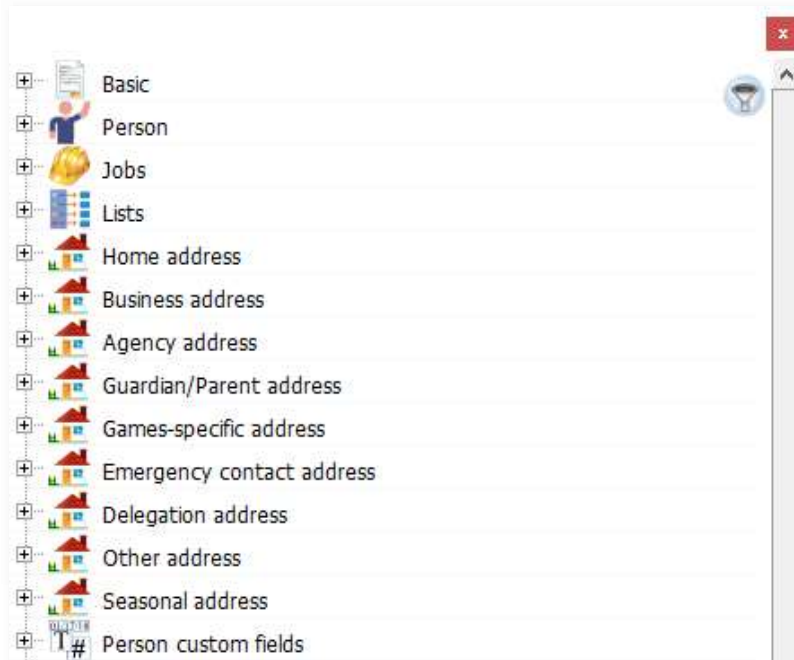 Basic
Person
Jobs
Lists
Home address
Business address
Agency address
Guardian/Parent address
Games-specific address
Emergency contact address
Delegation address
Other address
Seasonal address
Person custom fields